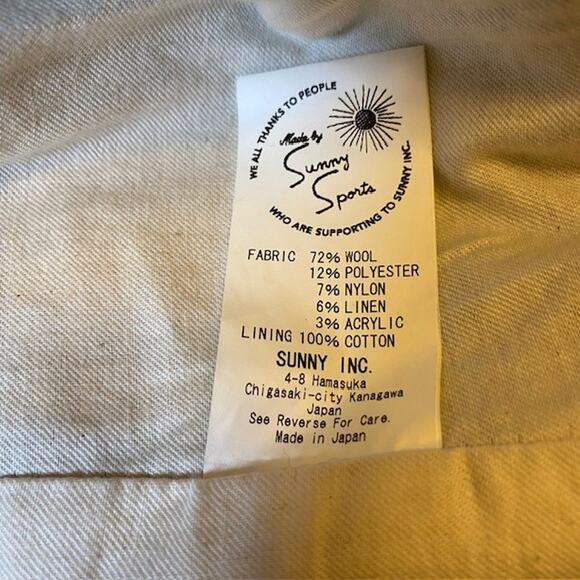 WE ALL THANKS TO PEOPLE
Made by
Sunny
Sports
WHO ARE SUPPORTING TO SUNNY INC.
FABRIC 72% WOOL
12% POLYESTER
7% NYLON
6% LINEN
3% ACRYLIC
LINING 100% COTTON
SUNNY INC.
4-8 Hamasuka
Chigasaki-city Kanagawa
Japan
See Reverse For Care.
Made in Japan